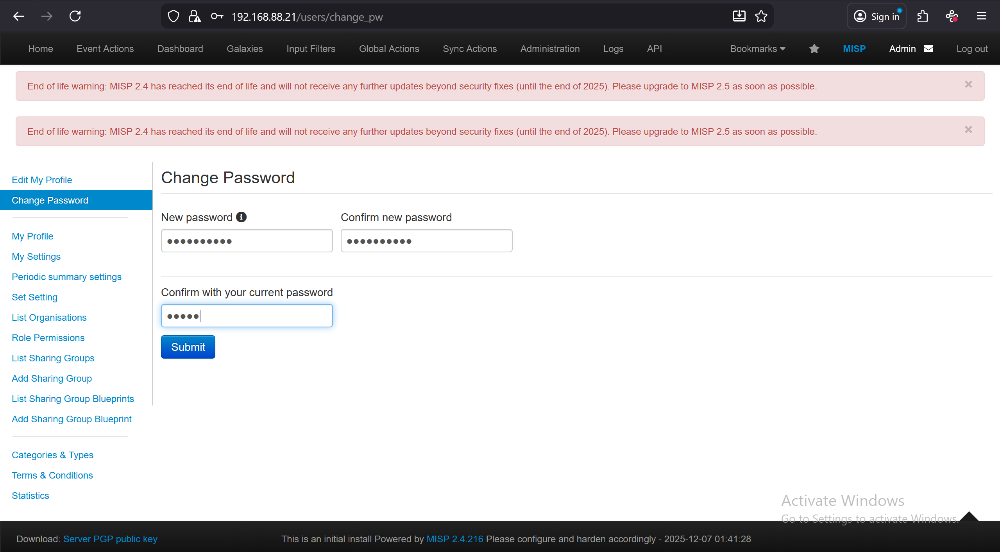 192.168.88.21/users/change_pw
Sign in
Home Event Actions Dashboard Galaxies Input Filters Global Actions Sync Actions Administration Logs API Bookmarks MISP Admin Log out
End of life warning: MISP 2.4 has reached its end of life and will not receive any further updates beyond security fixes (until the end of 2025). Please upgrade to MISP 2.5 as soon as possible.
End of life warning: MISP 2.4 has reached its end of life and will not receive any further updates beyond security fixes (until the end of 2025). Please upgrade to MISP 2.5 as soon as possible.
Edit My Profile
Change Password
My Profile
My Settings
Periodic summary settings
Set Setting
List Organisations
Role Permissions
List Sharing Groups
Add Sharing Group
List Sharing Group Blueprints
Add Sharing Group Blueprint
Categories & Types
Terms & Conditions
Statistics
Change Password
New password Confirm new password
Confirm with your current password
Submit
Activate Windows
Go to Settings to activate Windows.
Download: Server PGP public key This is an initial install Powered by MISP 2.4.216 Please configure and harden accordingly - 2025-12-07 01:41:28